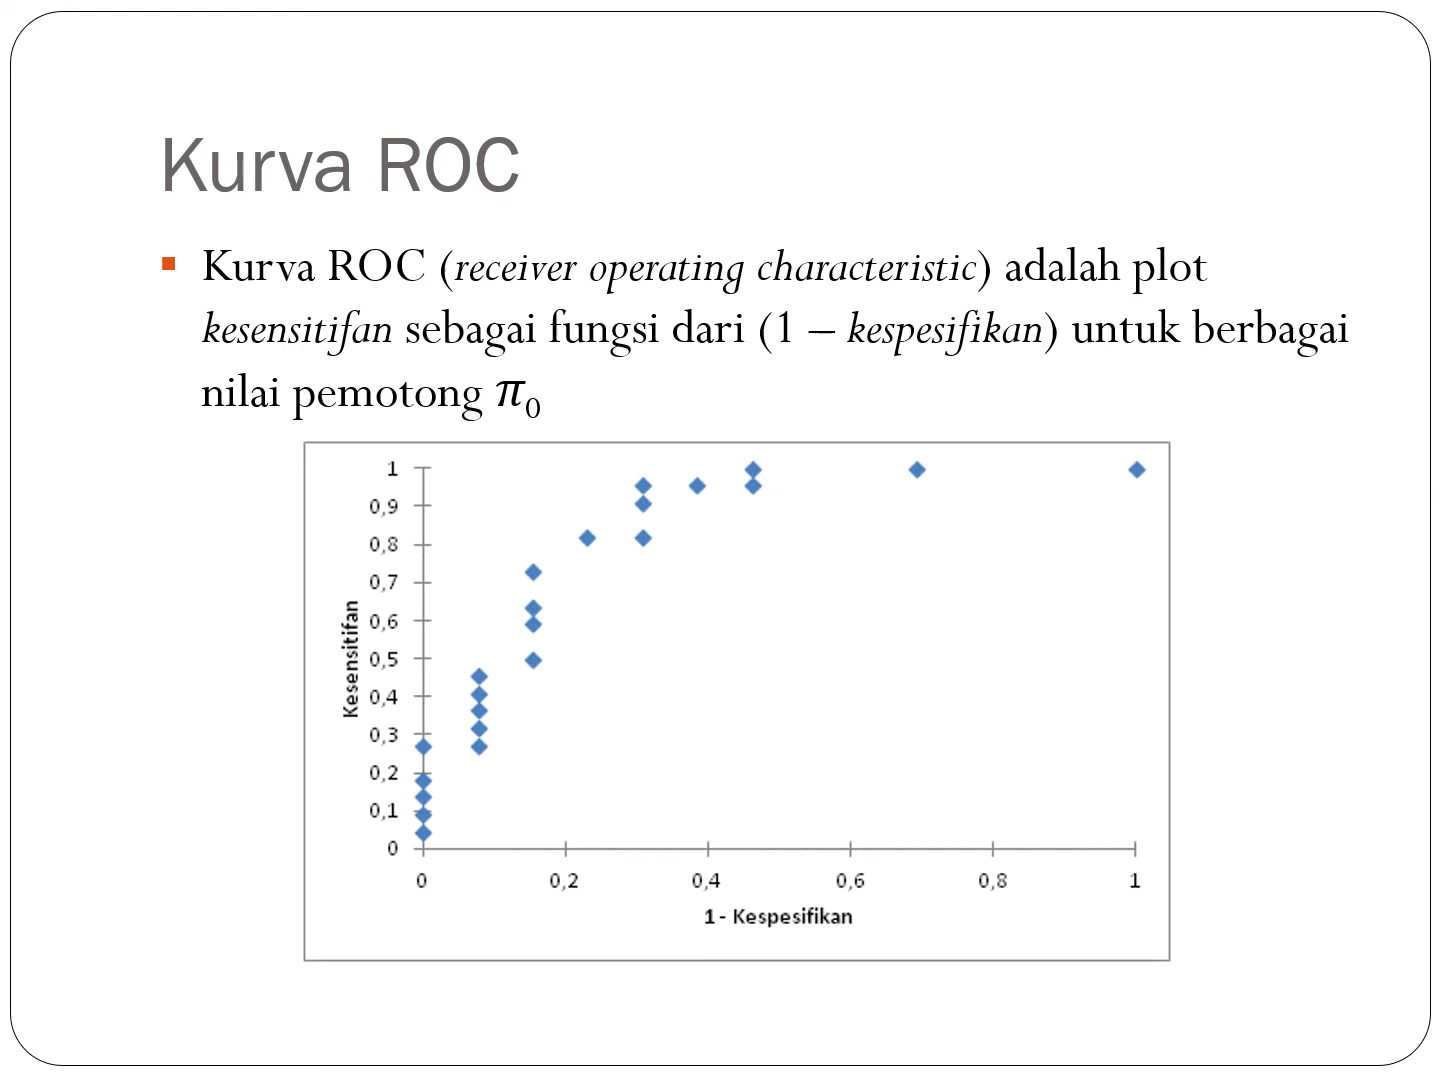 Kurva ROC
Kurva ROC (receiver operating characteristic) adalah plot
kesensitifan sebagai fungsi dari (1 – kespesifikan) untuk berbagai
nilai pemotong π₀
1
0,9
0,8
0,7
0,6
0,5
0,4
0,3
0,2
0,1
0
Kesensitifan
0 0,2 0,4 0,6 0,8 1
1 - Kespesifikan